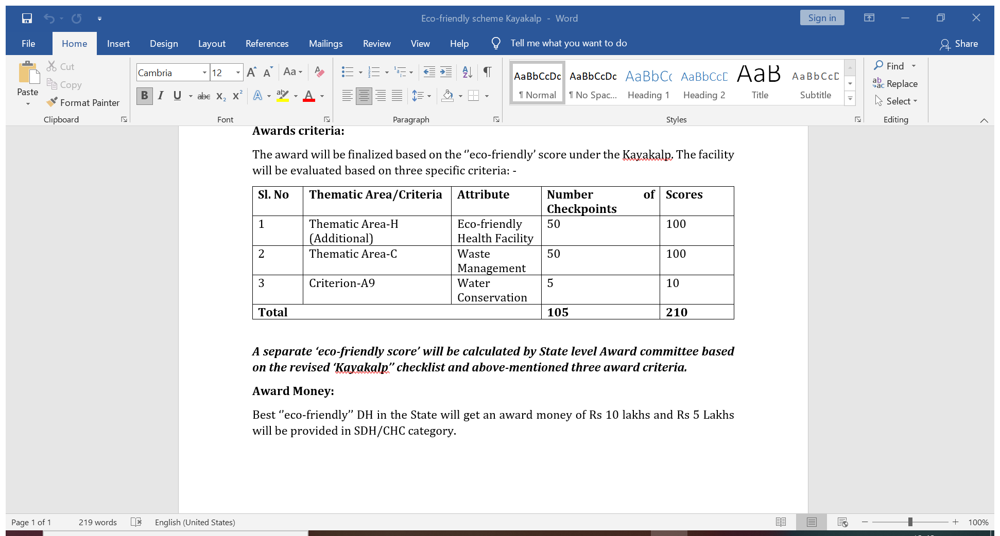 Eco-friendly scheme Kayakalp - Word
Sign in
File Home Insert Design Layout References Mailings Review View Help Tell me what you want to do Share
Paste
Cut
Copy
Format Painter
Clipboard
Cambria 12
Font
Paragraph
AaBbCcDc AaBbCcDc AaBbCc AaBbCcD AaB AaBbCcD
¶ Normal ¶ No Spac... Heading 1 Heading 2 Title Subtitle
Styles
Find
Replace
Select
Editing
Awards criteria:
The award will be finalized based on the ‘’eco-friendly’ score under the Kayakalp. The facility
will be evaluated based on three specific criteria: -
Sl. No Thematic Area/Criteria Attribute Number of Checkpoints Scores
1 Thematic Area-H (Additional) Eco-friendly Health Facility 50 100
2 Thematic Area-C Waste Management 50 100
3 Criterion-A9 Water Conservation 5 10
Total 105 210
A separate ‘eco-friendly score’ will be calculated by State level Award committee based
on the revised ‘Kayakalp’’ checklist and above-mentioned three award criteria.
Award Money:
Best ‘’eco-friendly’’ DH in the State will get an award money of Rs 10 lakhs and Rs 5 Lakhs
will be provided in SDH/CHC category.
Page 1 of 1 219 words English (United States) 100%